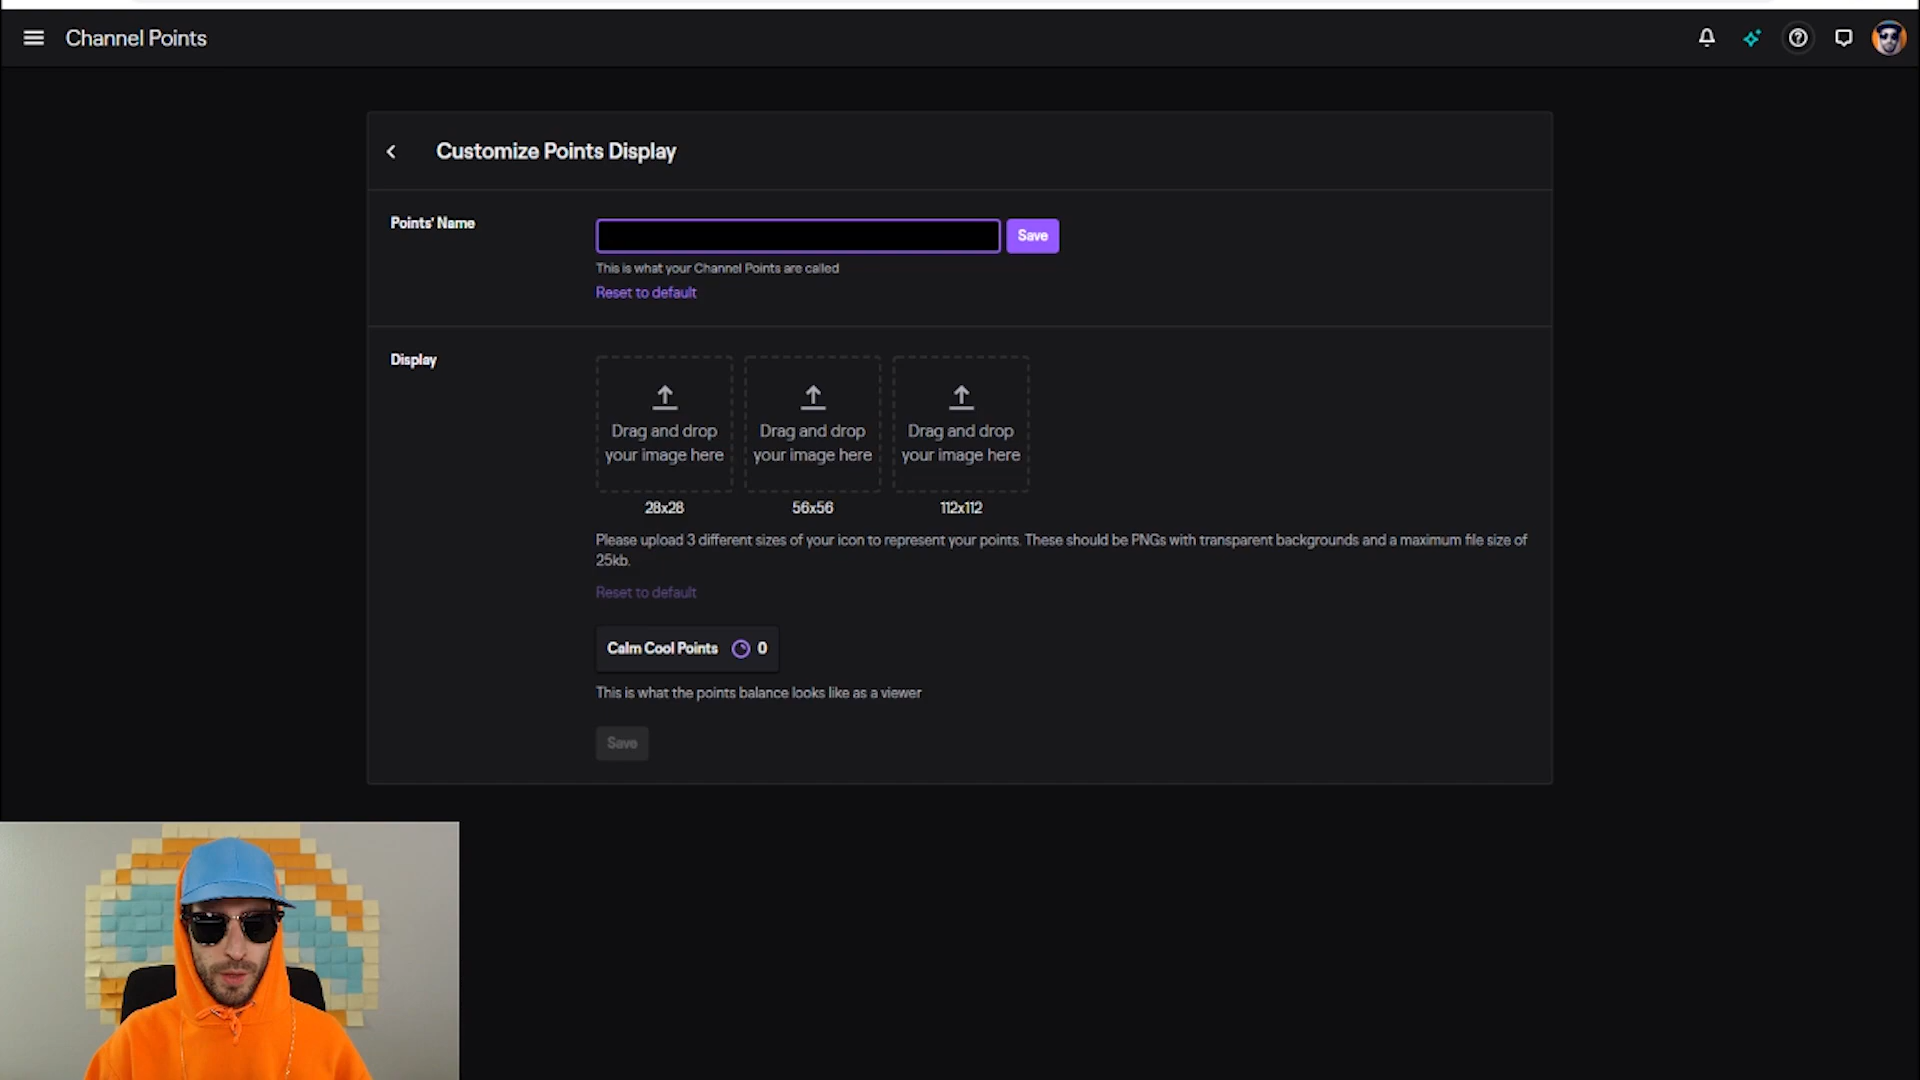 Channel Points
Customize Points Display
Points' Name
Save
This is what your Channel Points are called
Reset to default
Display
Drag and drop
your image here
28x28
Drag and drop
your image here
56x56
Drag and drop
your image here
112x112
Please upload 3 different sizes of your icon to represent your points. These should be PNGs with transparent backgrounds and a maximum file size of
25kb.
Reset to default
Calm Cool Points 0
This is what the points balance looks like as a viewer
Save